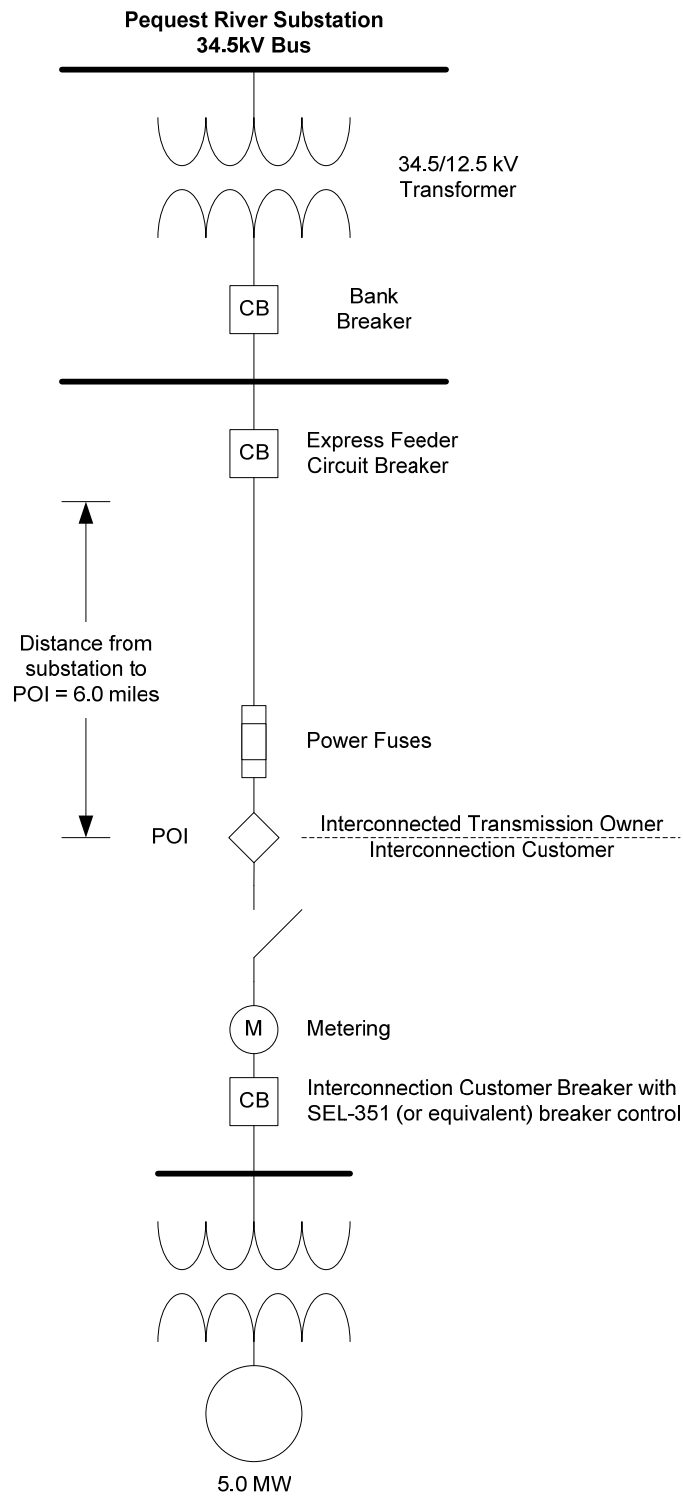 Pequest River Substation
34.5kV Bus
34.5/12.5 kV
Transformer
CB
Bank
Breaker
CB
Express Feeder
Circuit Breaker
Distance from
substation to
POI = 6.0 miles
Power Fuses
POI
Interconnected Transmission Owner
Interconnection Customer
M
Metering
CB
Interconnection Customer Breaker with
SEL-351 (or equivalent) breaker control
5.0 MW